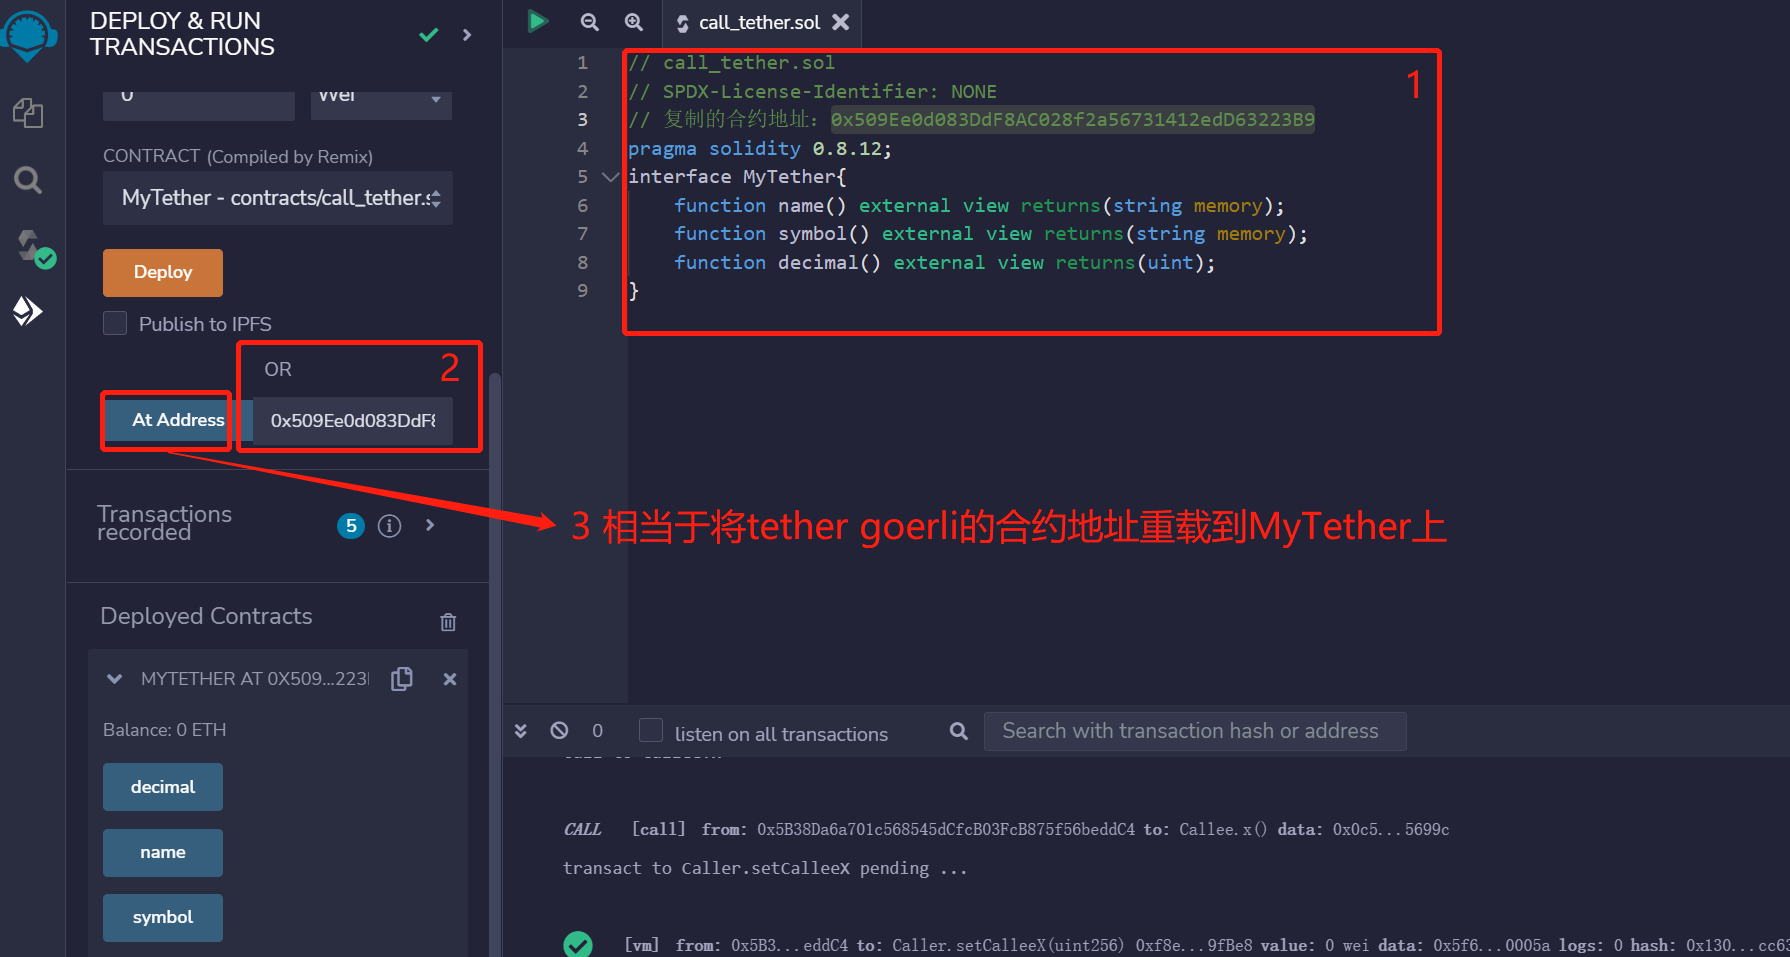 DEPLOY & RUN
TRANSACTIONS
0
Wei
CONTRACT (Compiled by Remix)
MyTether - contracts/call_tether.s
Deploy
Publish to IPFS
OR
2
At Address
0x509Ee0d083DdF8
Transactions
recorded
5
i
Deployed Contracts
MYTETHER AT 0X509...223
Balance: 0 ETH
decimal
name
symbol
call_tether.sol
1
1 // call_tether.sol
2 // SPDX-License-Identifier: NONE
3 // 复制的合约地址：0x509Ee0d083DdF8AC028f2a56731412edD63223B9
4 pragma solidity 0.8.12;
5 interface MyTether{
6 function name() external view returns(string memory);
7 function symbol() external view returns(string memory);
8 function decimal() external view returns(uint);
9 }
3 相当于将tether goerli的合约地址重载到MyTether上
0
listen on all transactions
Search with transaction hash or address
CALL [call] from: 0x5B38Da6a701c568545dCfcB03FcB875f56beddC4 to: Callee.x() data: 0x0c5...5699c
transact to Caller.setCalleeX pending ...
[vm] from: 0x5B3...eddC4 to: Caller.setCalleeX(uint256) 0xf8e...9fBe8 value: 0 wei data: 0x5f6...0005a logs: 0 hash: 0x130...cc63